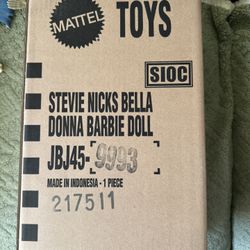 MATTEL
TOYS
SIOC
STEVIE NICKS BELLA
DONNA BARBIE DOLL
JBJ45-9993
MADE IN INDONESIA - 1 PIECE
217511